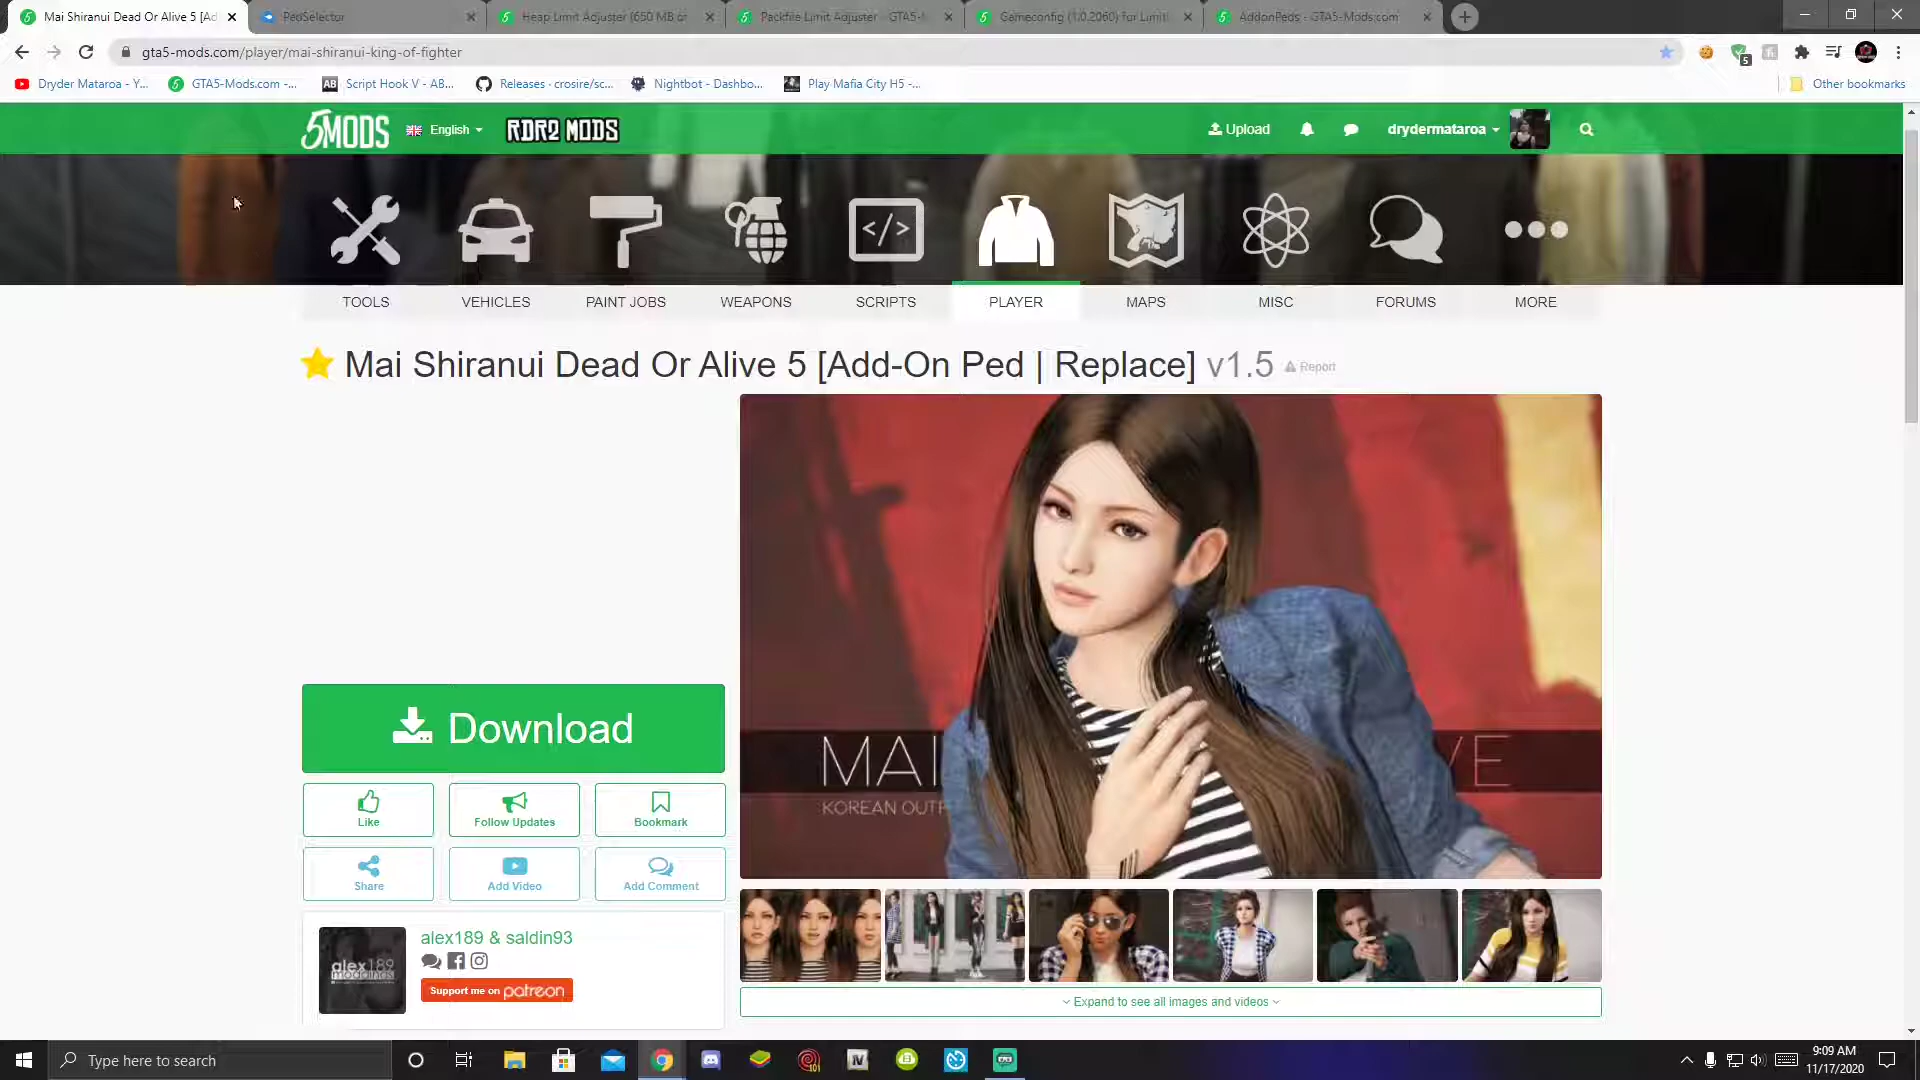 Mai Shiranui Dead Or Alive 5 [Ad
PedSelector
Heap Limit Adjuster (650 MB of
Packfile Limit Adjuster - GTA5-
Gameconfig (1.0.2060) for Limit
AddonPeds - GTA5-Mods.com
gta5-mods.com/player/mai-shiranui-king-of-fighter
5
Dryder Mataroa - Y...
GTA5-Mods.com -...
AB Script Hook V - AB...
Releases · crosire/sc...
Nightbot - Dashbo...
Play Mafia City H5 -...
Other bookmarks
5MODS
English
RDR2 MODS
Upload
drydermataroa
TOOLS
VEHICLES
PAINT JOBS
WEAPONS
SCRIPTS
PLAYER
MAPS
MISC
FORUMS
MORE
Mai Shiranui Dead Or Alive 5 [Add-On Ped | Replace] v1.5
Report
Download
MAI
VE
KOREAN OUTF
Like
Follow Updates
Bookmark
Share
Add Video
Add Comment
alex189 & saldin93
alex189
Support me on patreon
Expand to see all images and videos
Type here to search
9:09 AM
11/17/2020